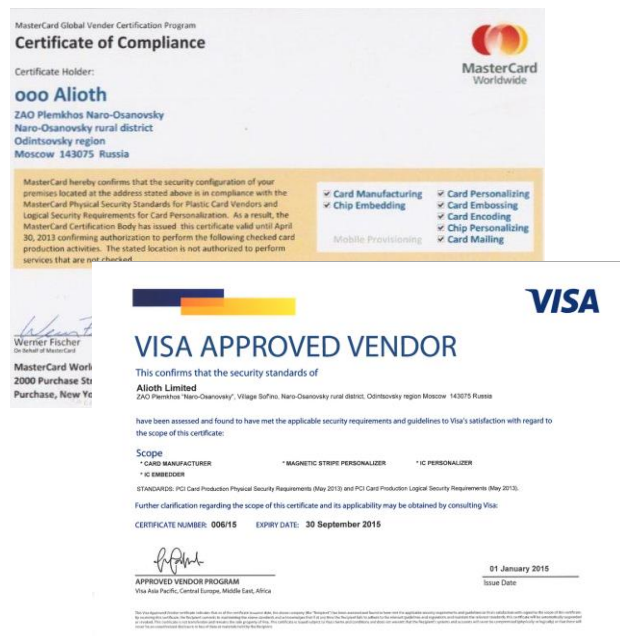 MasterCard Global Vender Certification Program
Certificate of Compliance
Certificate Holder:
ooo Alioth
ZAO Plemkhos Naro-Osanovsky
Naro-Osanovsky rural district
Odintsovsky region
Moscow 143075 Russia
MasterCard
Worldwide
MasterCard hereby confirms that the security configuration of your
premises located at the address stated above is in compliance with the
MasterCard Physical Security Standards for Plastic Card Vendors and
Logical Security Requirements for Card Personalization. As a result, the
MasterCard Certification Body has issued this certificate valid until April
30, 2013 confirming authorization to perform the following checked card
production activities. The stated location is not authorized to perform
services that are not checked
Card Manufacturing
Chip Embedding
Mobile Provisioning
Card Personalizing
Card Embossing
Card Encoding
Chip Personalizing
Card Mailing
Werner Fischer
On Behalf of MasterCard
MasterCard Worl
2000 Purchase Str
Purchase, New Yo
VISA
VISA APPROVED VENDOR
This confirms that the security standards of
Alioth Limited
ZAO Plemkhos "Naro-Osanovsky", Village Sofino, Naro-Osanovsky rural district, Odintsovsky region Moscow 143075 Russia
have been assessed and found to have met the applicable security requirements and guidelines to Visa's satisfaction with regard to
the scope of this certificate:
Scope
* CARD MANUFACTURER * MAGNETIC STRIPE PERSONALIZER * IC PERSONALIZER
* IC EMBEDDER
STANDARDS: PCI Card Production Physical Security Requirements (May 2013) and PCI Card Production Logical Security Requirements (May 2013).
Further clarification regarding the scope of this certificate and its applicability may be obtained by consulting Visa:
CERTIFICATE NUMBER: 006/15 EXPIRY DATE: 30 September 2015
APPROVED VENDOR PROGRAM
Visa Asia Pacific, Central Europe, Middle East, Africa
01 January 2015
Issue Date